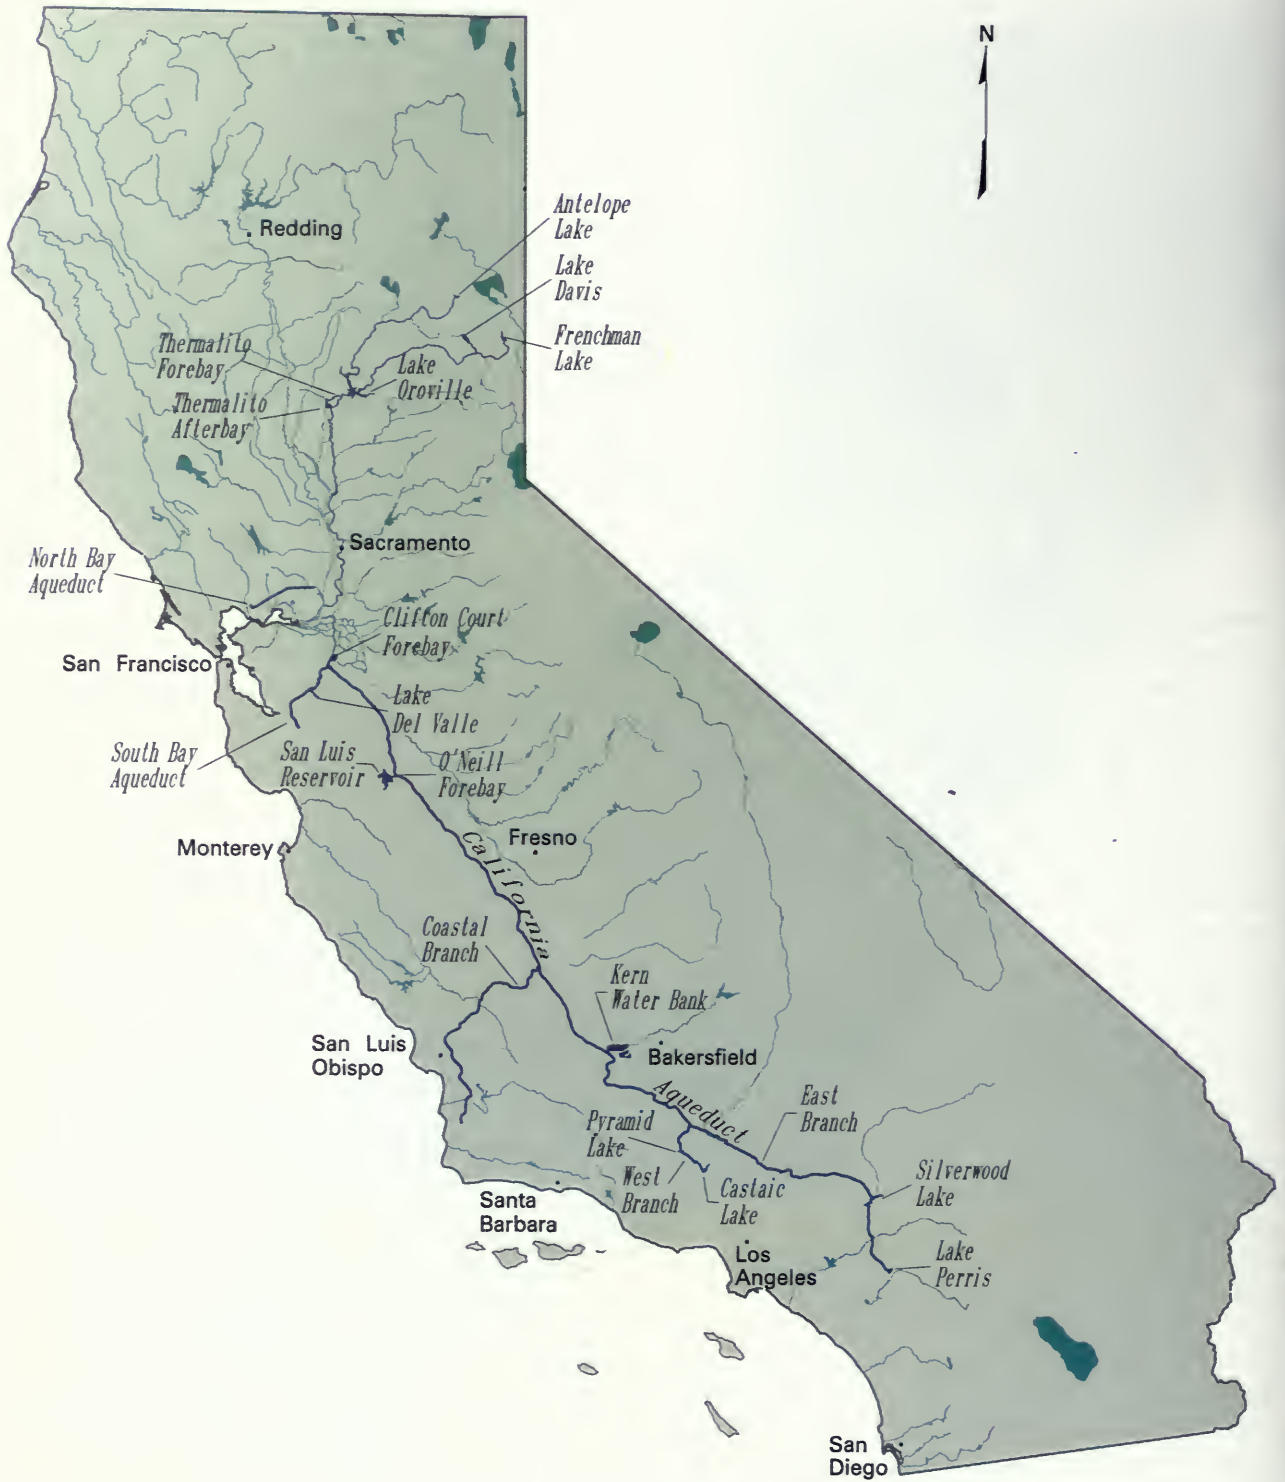 N
Antelope
Lake
Redding
Lake
Davis
Thermalito
Forebay
Frenchman
Lake
Lake
Oroville
Thermalito
Afterbay
Sacramento
North Bay
Aqueduct
Clifton Court
Forebay
San Francisco
Lake
Del Valle
South Bay
Aqueduct
San Luis
Reservoir
O'Neill
Forebay
California
Fresno
Monterey
Coastal
Branch
Kern
Water Bank
San Luis
Obispo
Bakersfield
Aqueduct
East
Branch
Pyramid
Lake
West
Branch
Castaic
Lake
Silverwood
Lake
Santa
Barbara
Los
Angeles
Lake
Perris
San
Diego